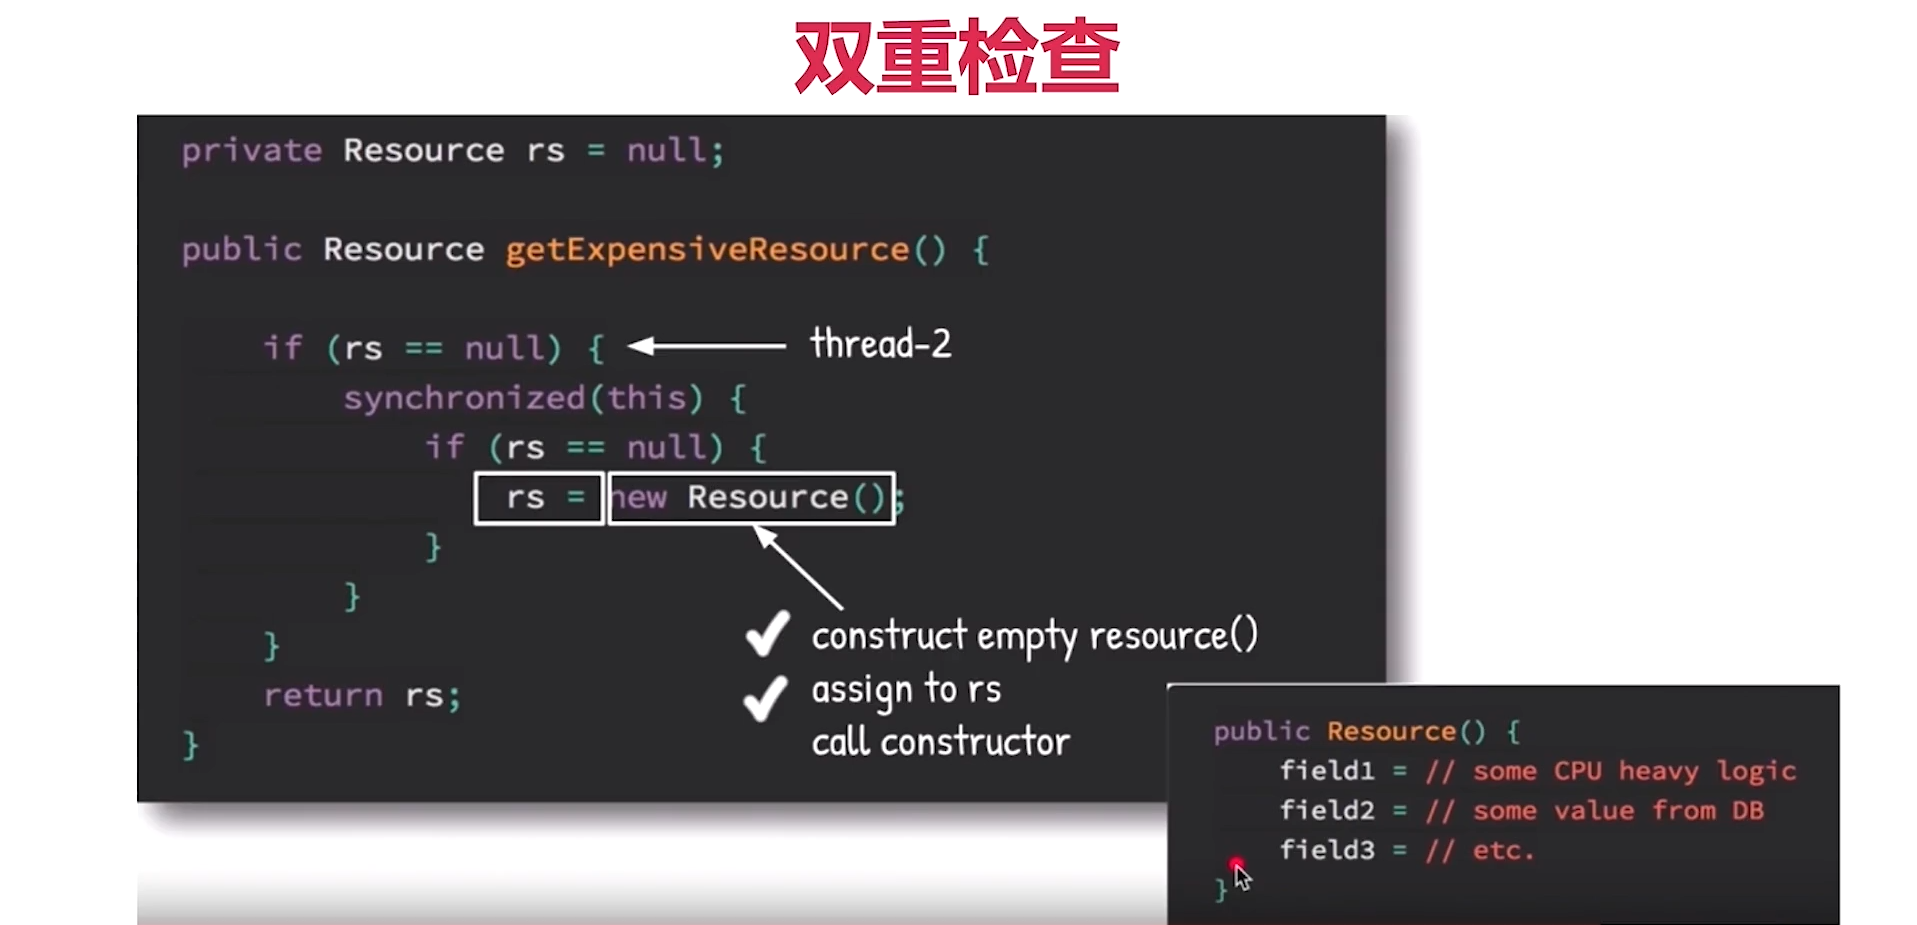 双重检查
private Resource rs = null;
public Resource getExpensiveResource() {
if (rs == null) {
thread-2
synchronized(this) {
if (rs == null) {
rs = new Resource();
}
}
}
return rs;
}
construct empty resource()
assign to rs
call constructor
public Resource() {
field1 = // some CPU heavy logic
field2 = // some value from DB
field3 = // etc.
}